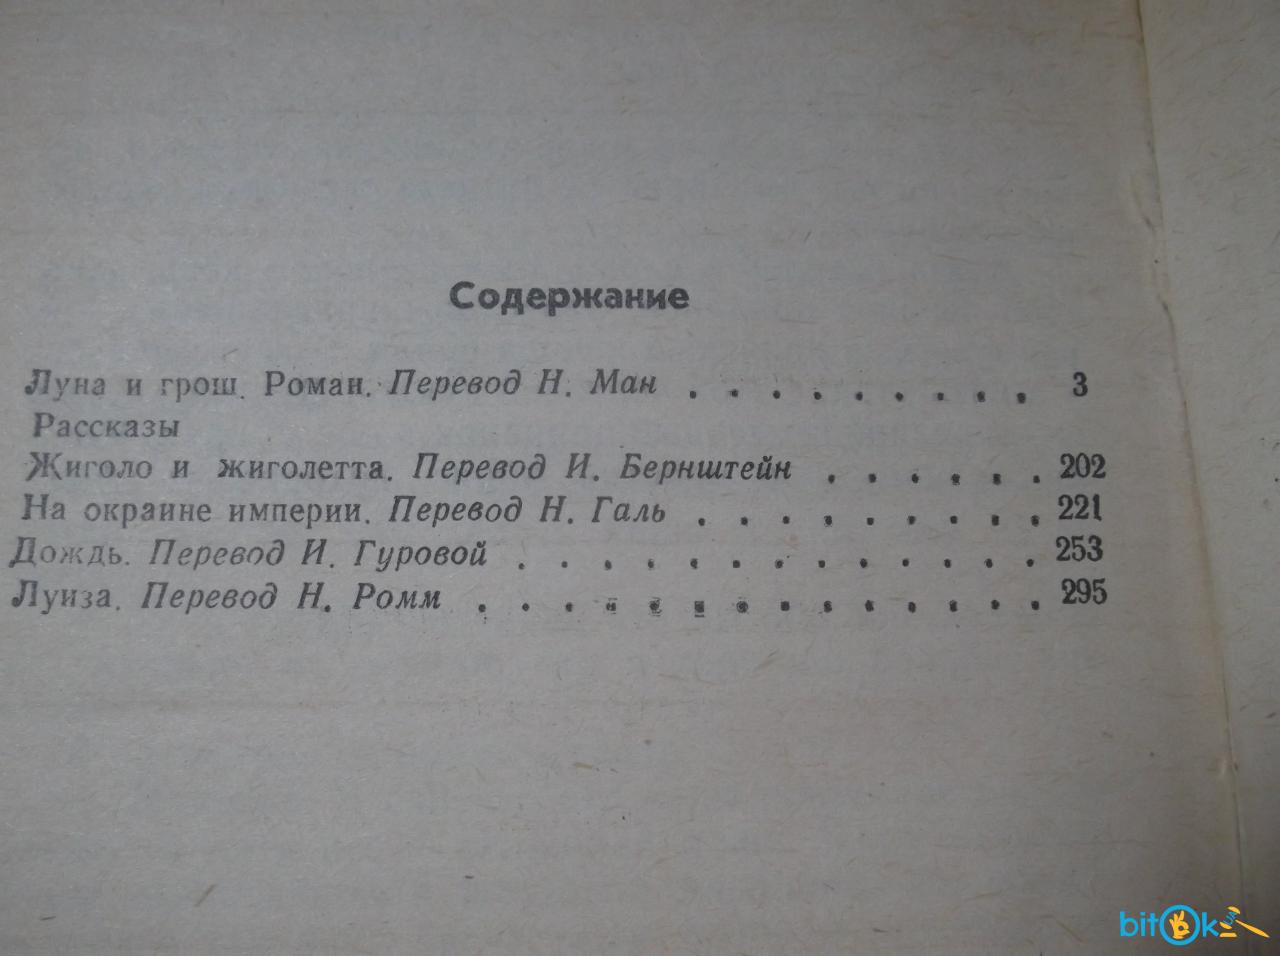 Содержание
Луна и грош. Роман. Перевод Н. Ман . . . . . . . . . 3
Рассказы
Жиголо и жиголетта. Перевод И. Бернштейн . . . . . . 202
На окраине империи. Перевод Н. Галь . . . . . . . . . 221
Дождь. Перевод И. Гуровой . . . . . . . . . . . . . 253
Луиза. Перевод Н. Ромм . . . . . . . . . . . . . . 295
bitOk UA